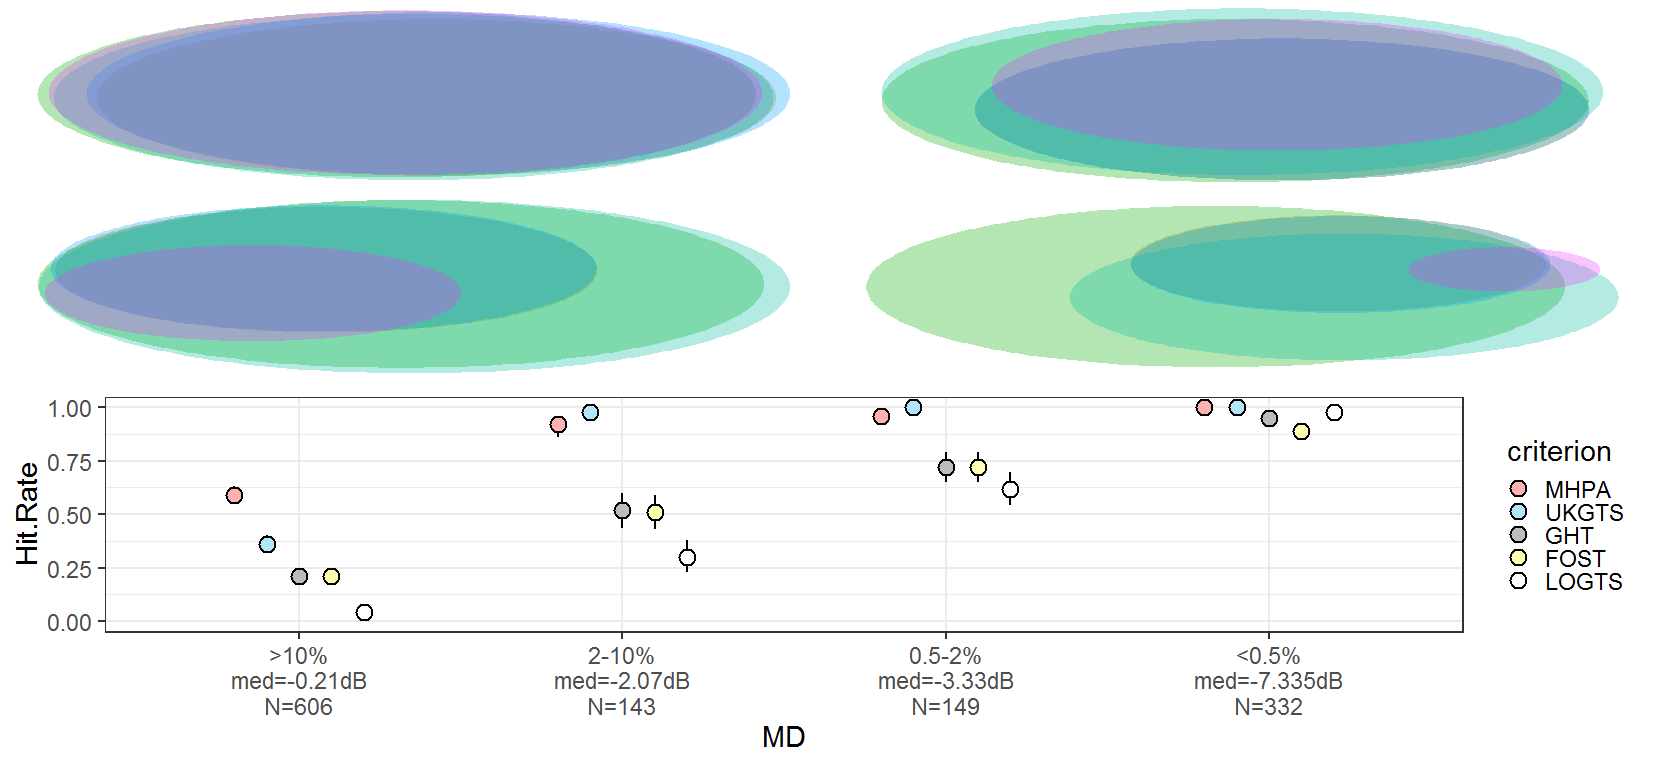 1.00
0.75
0.50
0.25
0.00
Hit.Rate
>10%
med=-0.21dB
N=606
2-10%
med=-2.07dB
N=143
0.5-2%
med=-3.33dB
N=149
<0.5%
med=-7.335dB
N=332
MD
criterion
MHPA
UKGTS
GHT
FOST
LOGTS